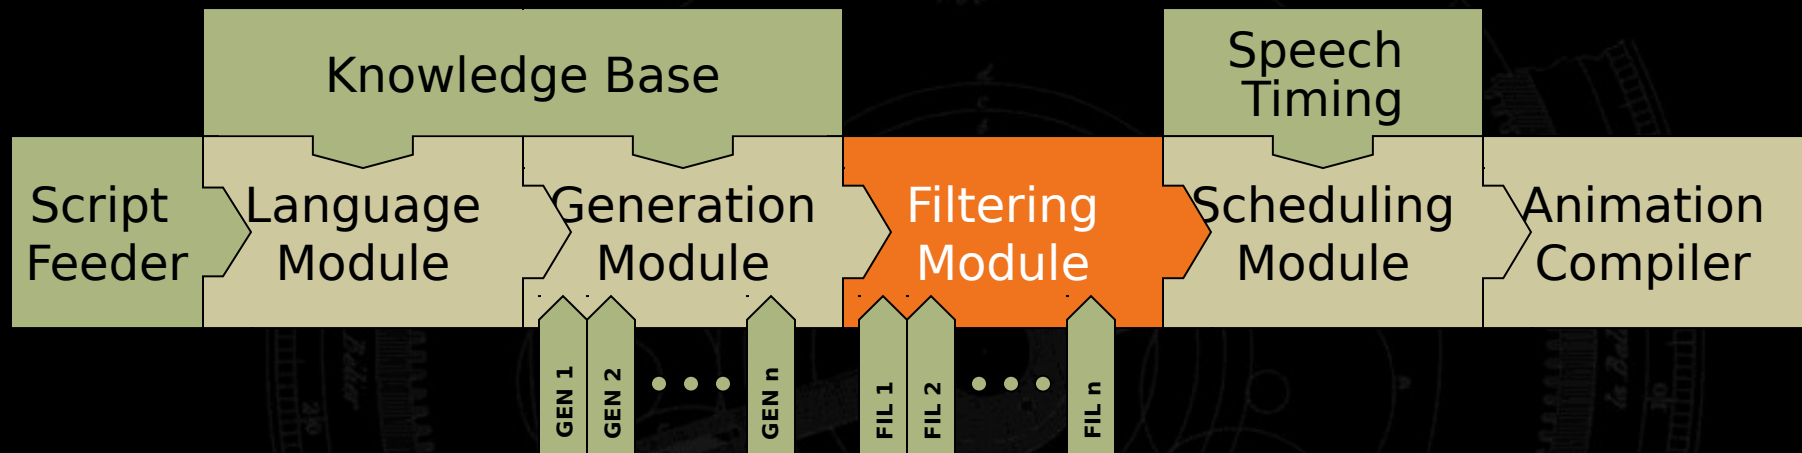 Knowledge Base
Speech
Timing
Script
Feeder
Language
Module
Generation
Module
Filtering
Module
Scheduling
Module
Animation
Compiler
GEN 1
GEN 2
GEN n
FIL 1
FIL 2
FIL n